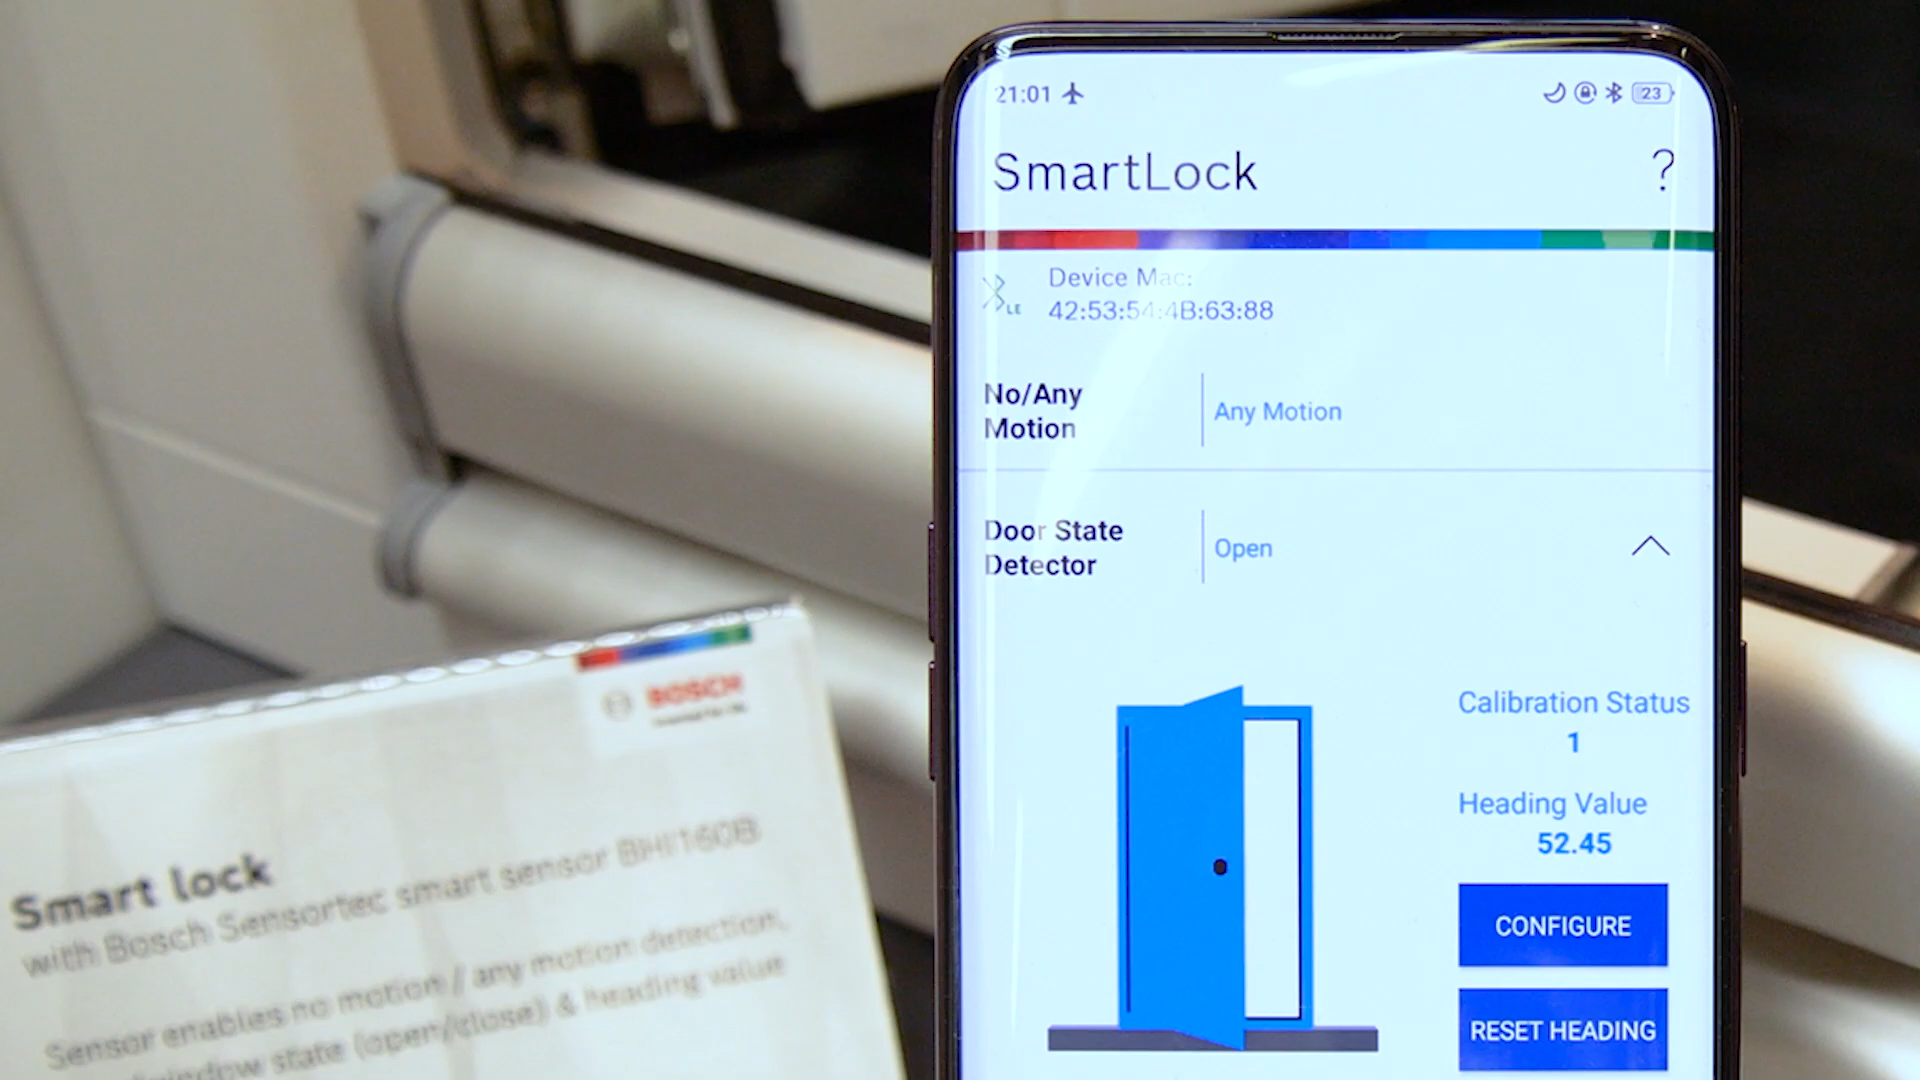 21:01
23
SmartLock
?
Device Mac:
LE
42:53:54:4B:63:88
No/Any
Motion
Any Motion
Door State
Detector
Open
Calibration Status
1
Heading Value
52.45
CONFIGURE
RESET HEADING
BOSCH
Smart lock
with Bosch Sensortec smart sensor BHI160B
Sensor enables no motion / any motion detection,
window state (open/close) & heading value